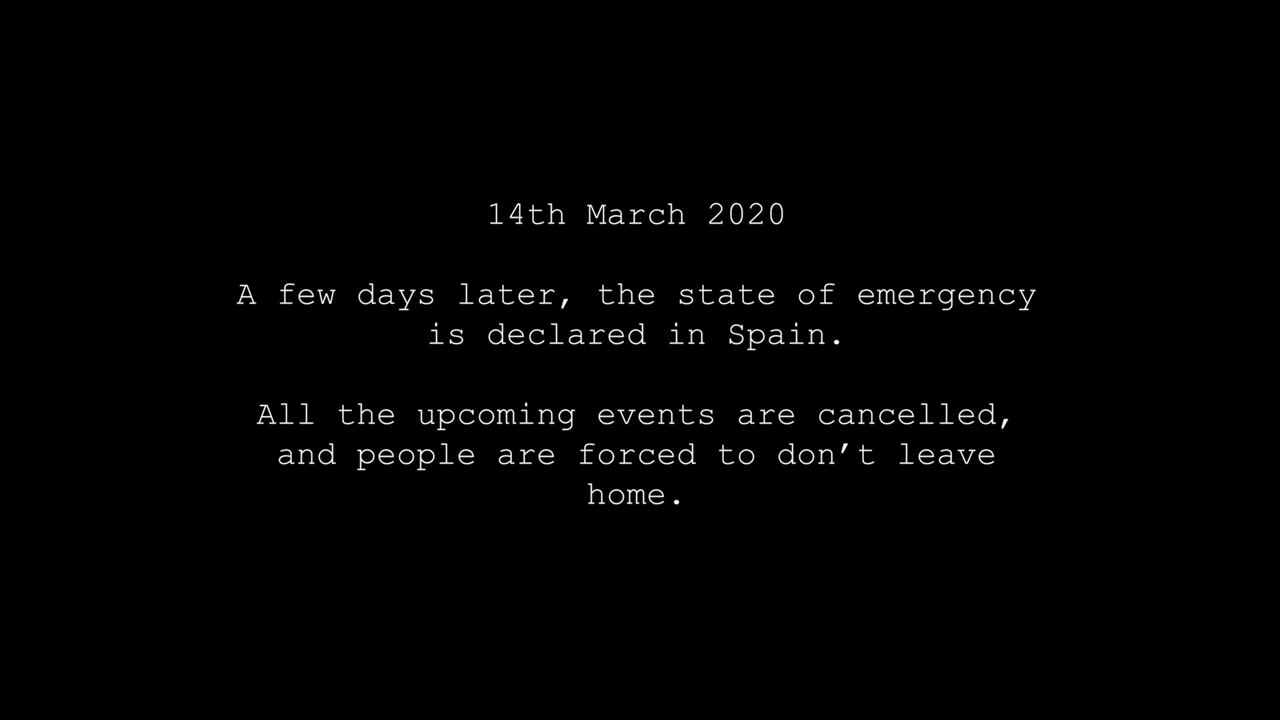 14th March 2020
A few days later, the state of emergency
is declared in Spain.
All the upcoming events are cancelled,
and people are forced to don’t leave
home.